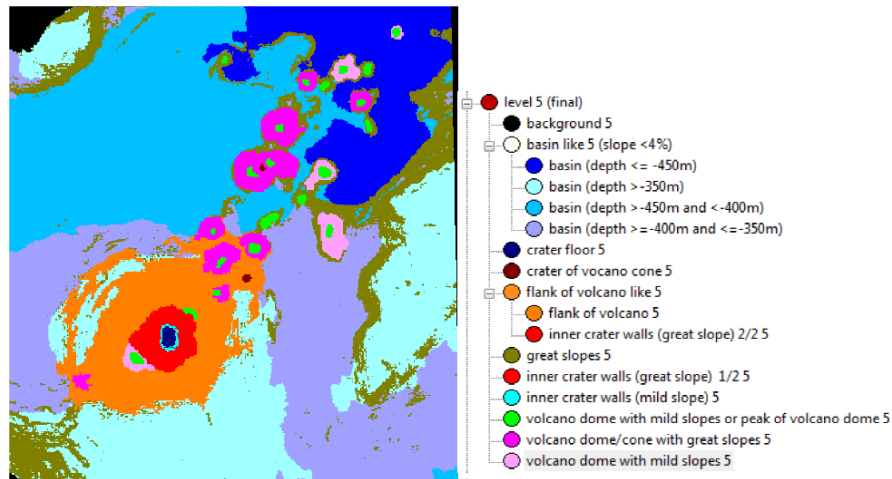 level 5 (final)
background 5
basin like 5 (slope <4%)
basin (depth <= -450m)
basin (depth >-350m)
basin (depth >-450m and <-400m)
basin (depth >=-400m and <=-350m)
crater floor 5
crater of vocano cone 5
flank of volcano like 5
flank of volcano 5
inner crater walls (great slope) 2/2 5
great slopes 5
inner crater walls (great slope) 1/2 5
inner crater walls (mild slope) 5
volcano dome with mild slopes or peak of volcano dome 5
volcano dome/cone with great slopes 5
volcano dome with mild slopes 5